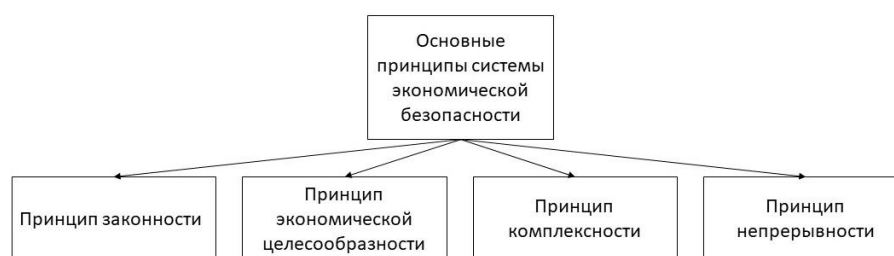 Основные
принципы системы
экономической
безопасности
Принцип законности
Принцип
экономической
целесообразности
Принцип
комплексности
Принцип
непрерывности